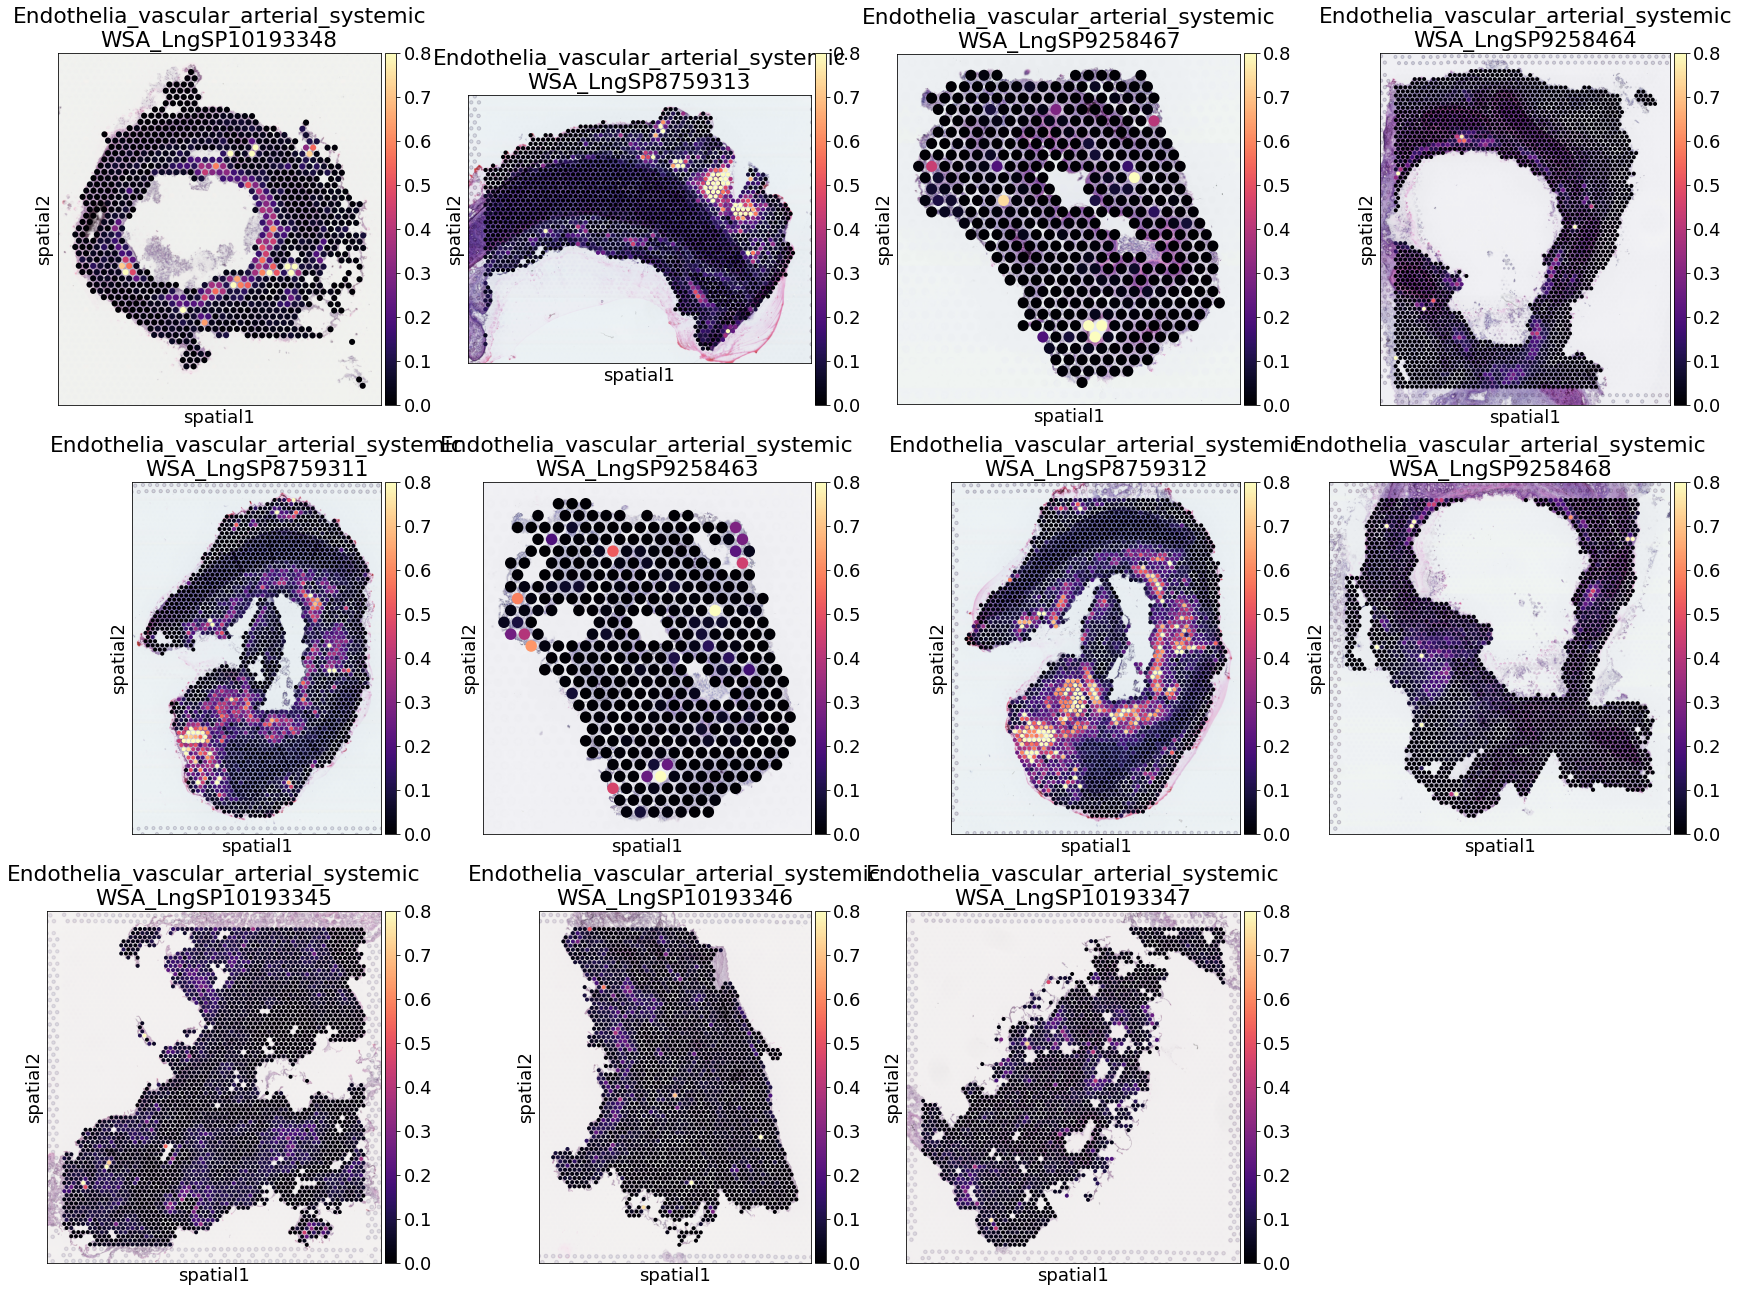 Endothelia_vascular_arterial_systemic
WSA_LngSP10193348
0.8
0.7
0.6
0.5
0.4
0.3
0.2
0.1
0.0
spatial2
spatial1
Endothelia_vascular_arterial_systemic
WSA_LngSP8759313
0.8
0.7
0.6
0.5
0.4
0.3
0.2
0.1
0.0
spatial2
spatial1
Endothelia_vascular_arterial_systemic
WSA_LngSP9258467
0.8
0.7
0.6
0.5
0.4
0.3
0.2
0.1
0.0
spatial2
spatial1
Endothelia_vascular_arterial_systemic
WSA_LngSP9258464
0.8
0.7
0.6
0.5
0.4
0.3
0.2
0.1
0.0
spatial2
spatial1
Endothelia_vascular_arterial_systemic
WSA_LngSP8759311
0.8
0.7
0.6
0.5
0.4
0.3
0.2
0.1
0.0
spatial2
spatial1
Endothelia_vascular_arterial_systemic
WSA_LngSP9258463
0.8
0.7
0.6
0.5
0.4
0.3
0.2
0.1
0.0
spatial2
spatial1
Endothelia_vascular_arterial_systemic
WSA_LngSP8759312
0.8
0.7
0.6
0.5
0.4
0.3
0.2
0.1
0.0
spatial2
spatial1
Endothelia_vascular_arterial_systemic
WSA_LngSP9258468
0.8
0.7
0.6
0.5
0.4
0.3
0.2
0.1
0.0
spatial2
spatial1
Endothelia_vascular_arterial_systemic
WSA_LngSP10193345
0.8
0.7
0.6
0.5
0.4
0.3
0.2
0.1
0.0
spatial2
spatial1
Endothelia_vascular_arterial_systemic
WSA_LngSP10193346
0.8
0.7
0.6
0.5
0.4
0.3
0.2
0.1
0.0
spatial2
spatial1
Endothelia_vascular_arterial_systemic
WSA_LngSP10193347
0.8
0.7
0.6
0.5
0.4
0.3
0.2
0.1
0.0
spatial2
spatial1